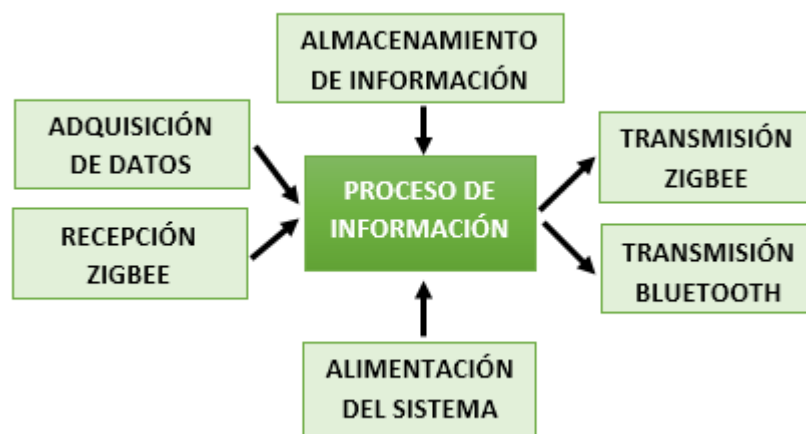 ALMACENAMIENTO
DE INFORMACIÓN
ADQUISICIÓN
DE DATOS
TRANSMISIÓN
ZIGBEE
PROCESO DE
INFORMACIÓN
RECEPCIÓN
ZIGBEE
TRANSMISIÓN
BLUETOOTH
ALIMENTACIÓN
DEL SISTEMA